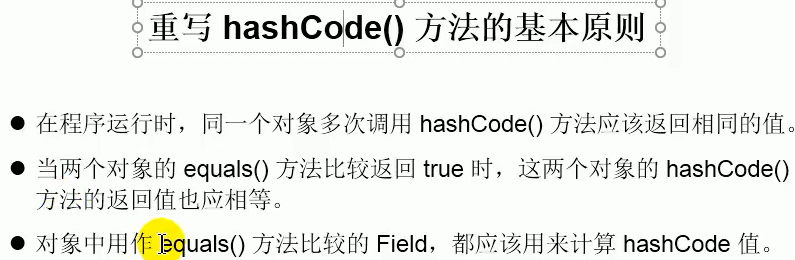 重写 hashCode() 方法的基本原则
● 在程序运行时，同一个对象多次调用 hashCode() 方法应该返回相同的值。
● 当两个对象的 equals() 方法比较返回 true 时，这两个对象的 hashCode()
方法的返回值也应相等。
● 对象中用作 equals() 方法比较的 Field，都应该用来计算 hashCode 值。